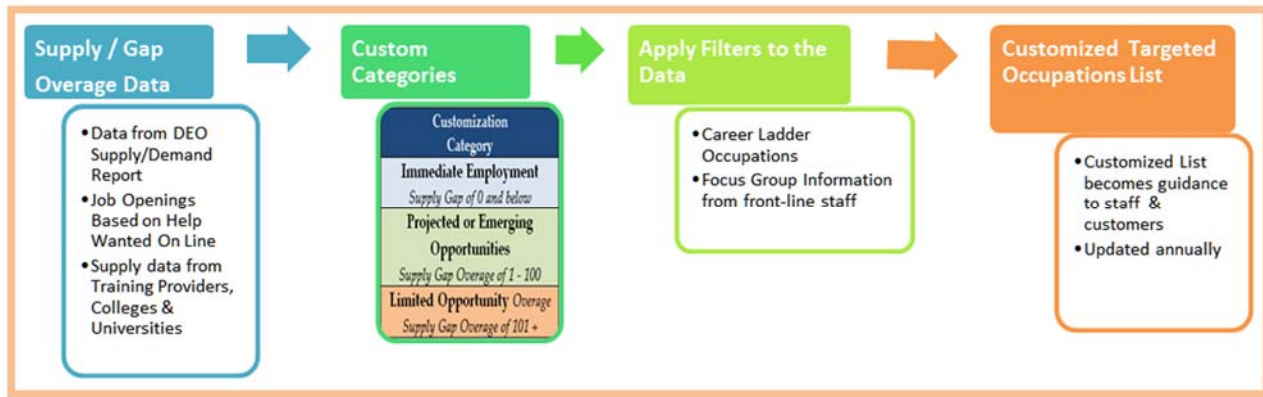 Supply / Gap
Overage Data
• Data from DEO
Supply/Demand
Report
• Job Openings
Based on Help
Wanted On Line
• Supply data from
Training Providers,
Colleges &
Universities
Custom
Categories
Customization
Category
Immediate Employment
Supply Gap of 0 and below
Projected or Emerging
Opportunities
Supply Gap Overage of 1 - 100
Limited Opportunity Overage
Supply Gap Overage of 101 +
Apply Filters to the
Data
• Career Ladder
Occupations
• Focus Group Information
from front-line staff
Customized Targeted
Occupations List
• Customized List
becomes guidance
to staff &
customers
• Updated annually